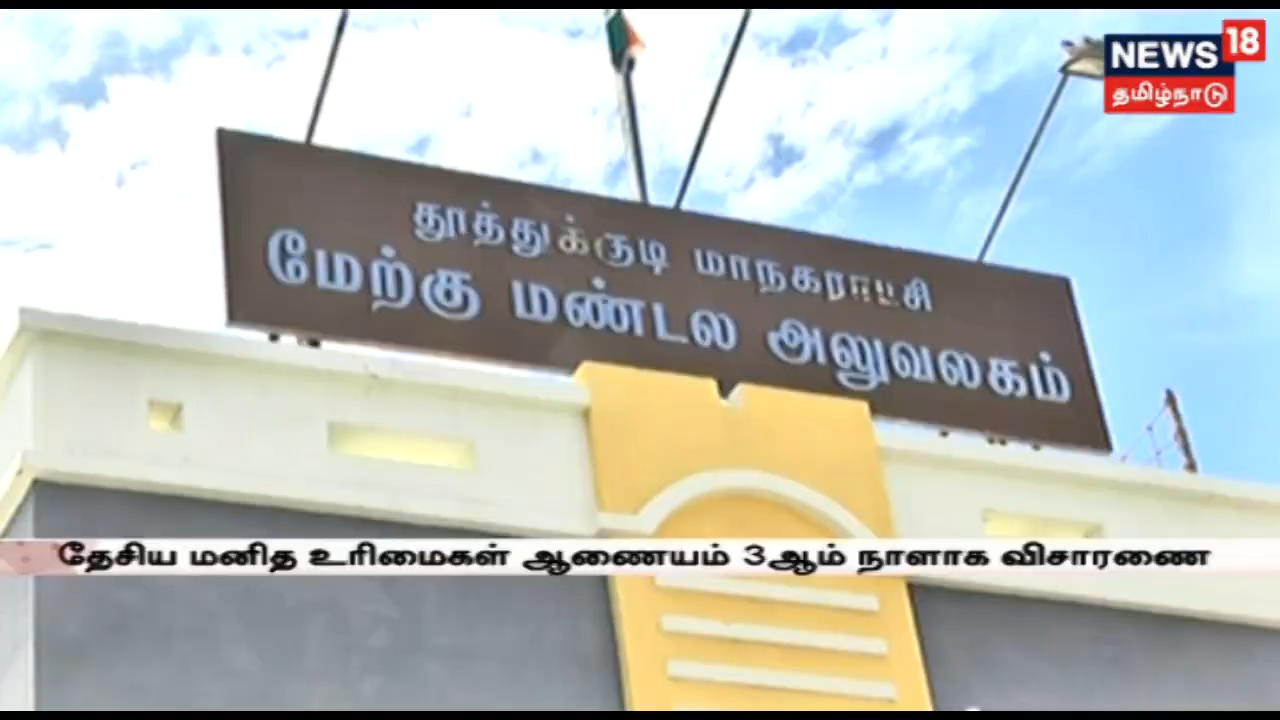 NEWS 18
தமிழ்நாடு
தூத்துக்குடி மாநகராட்சி
மேற்கு மண்டல அலுவலகம்
தேசிய மனித உரிமைகள் ஆணையம் 3ஆம் நாளாக விசாரணை